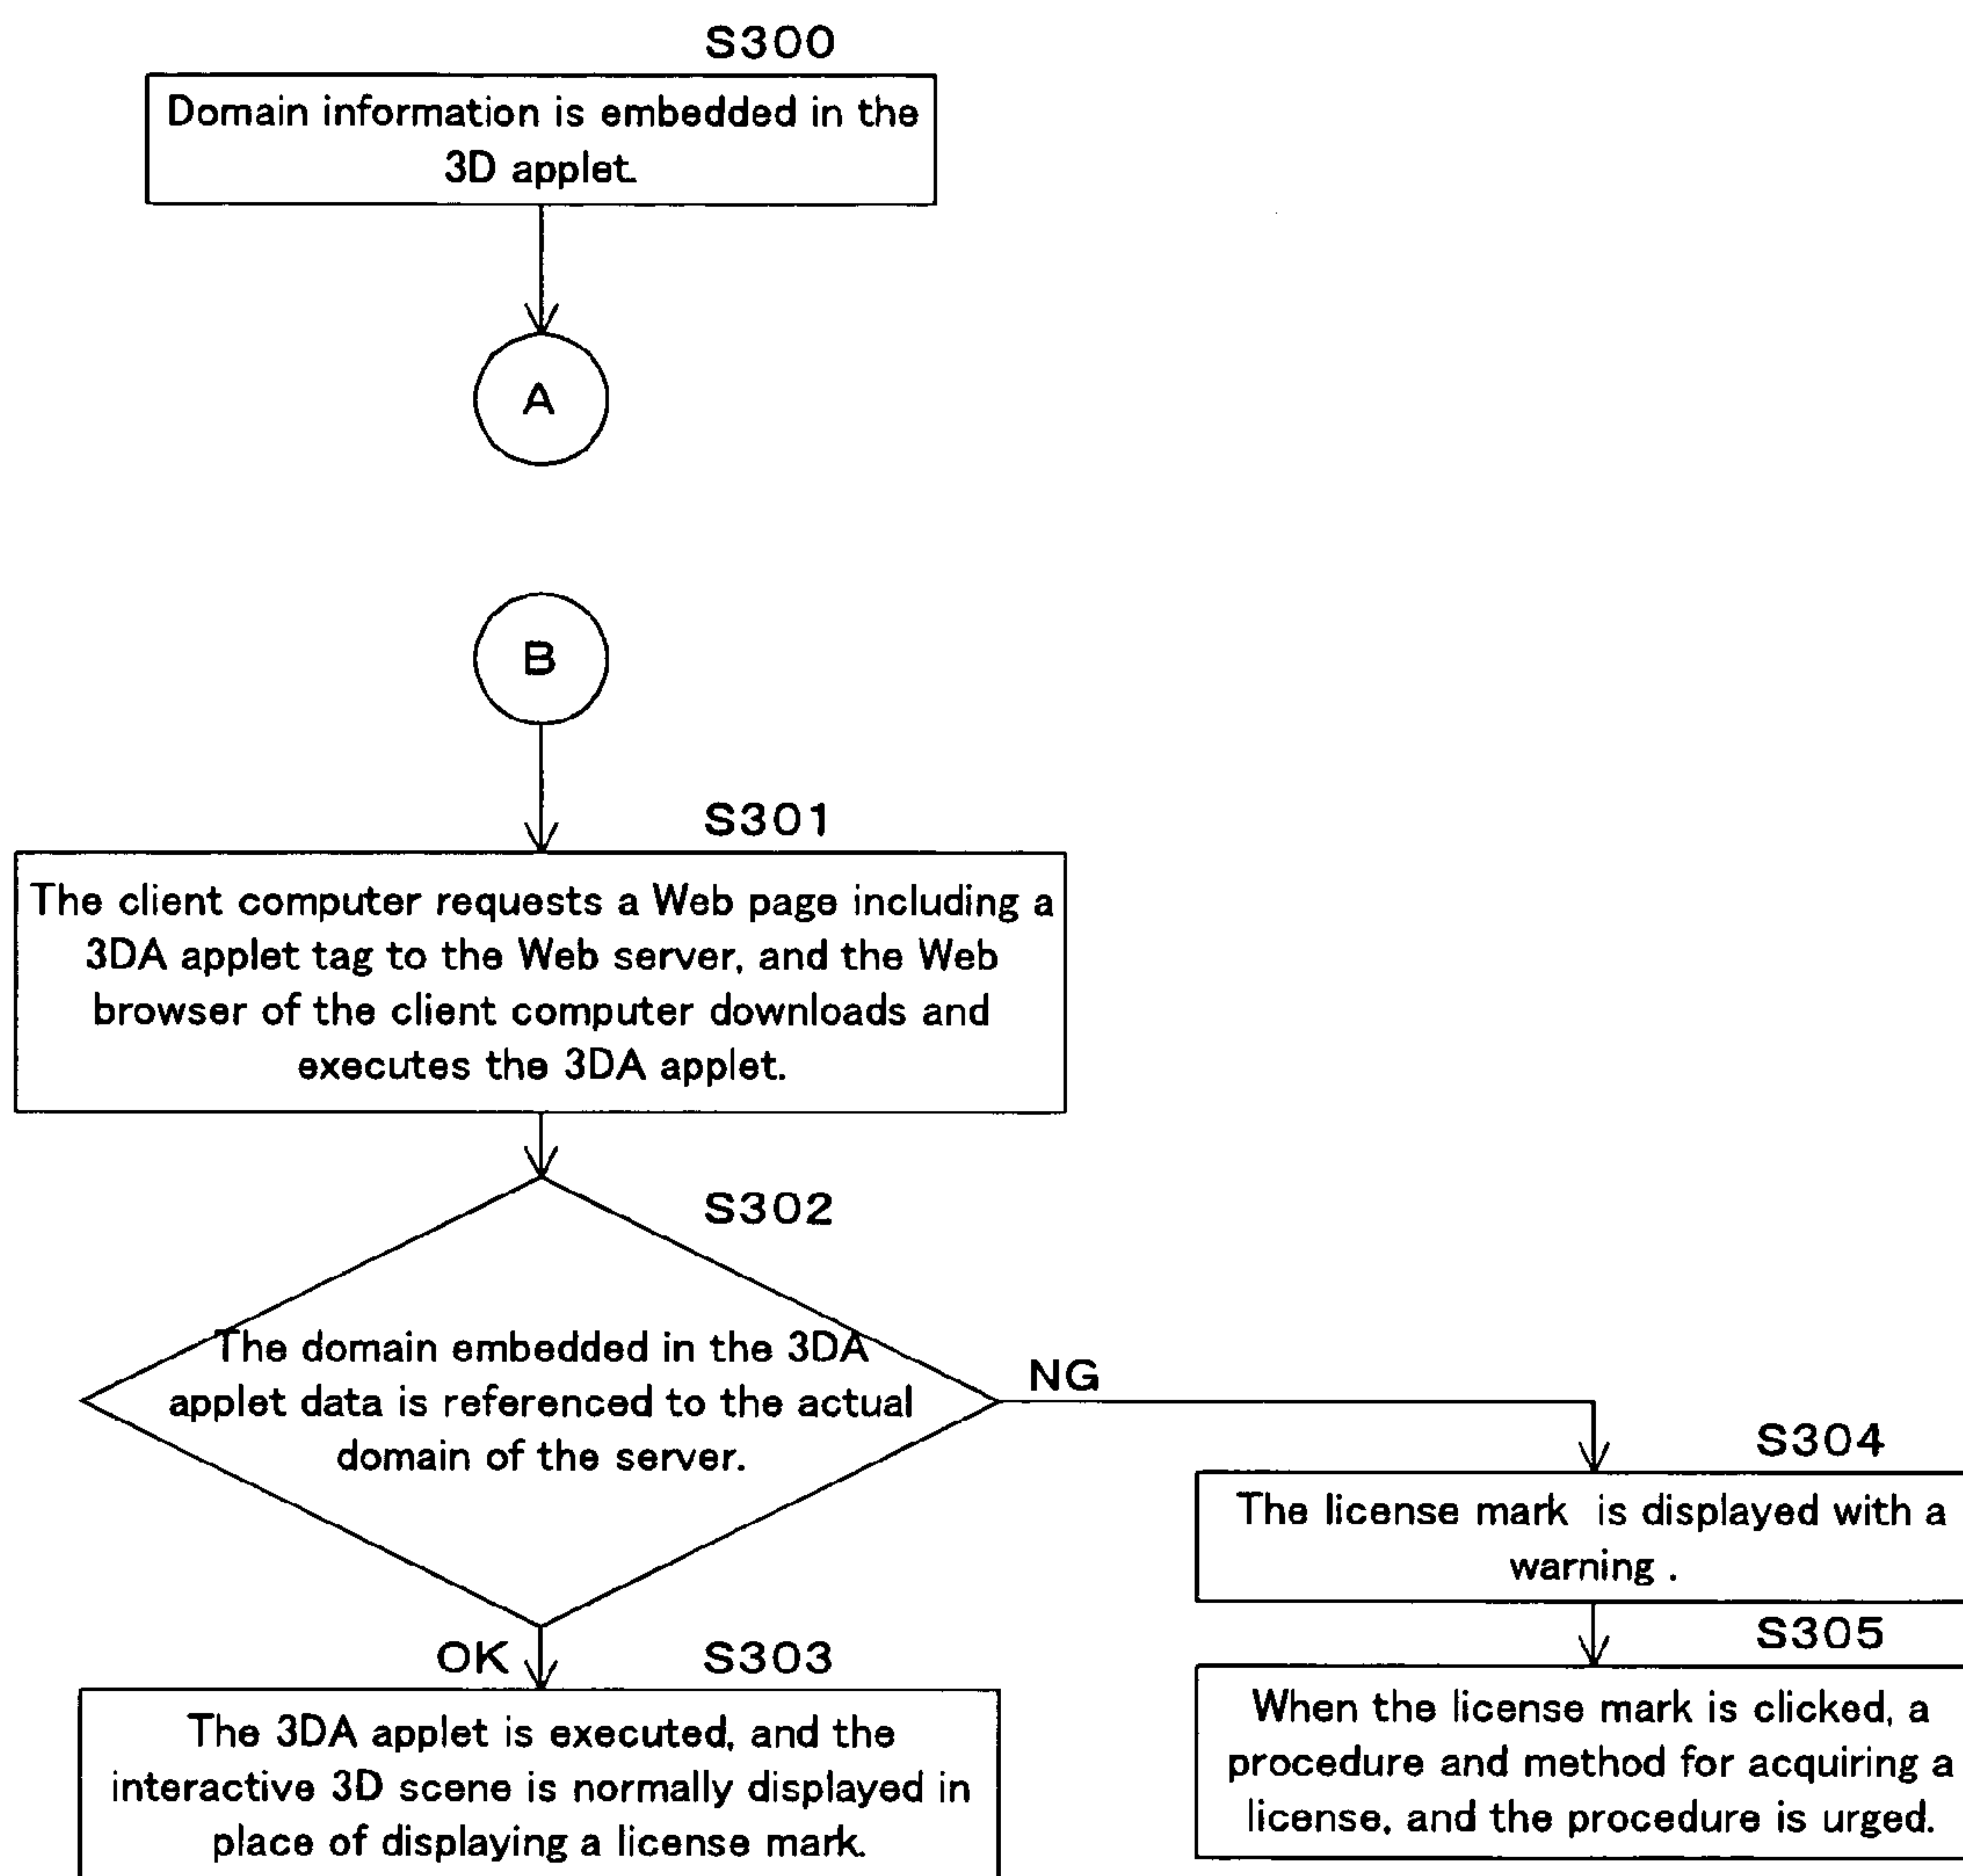 S300
Domain information is embedded in the
3D applet.
A
B
S301
The client computer requests a Web page including a
3DA applet tag to the Web server, and the Web
browser of the client computer downloads and
executes the 3DA applet.
S302
The domain embedded in the 3DA
applet data is referenced to the actual
domain of the server.
NG
OK
S303
The 3DA applet is executed, and the
interactive 3D scene is normally displayed in
place of displaying a license mark.
S304
The license mark is displayed with a
warning .
S305
When the license mark is clicked, a
procedure and method for acquiring a
license, and the procedure is urged.